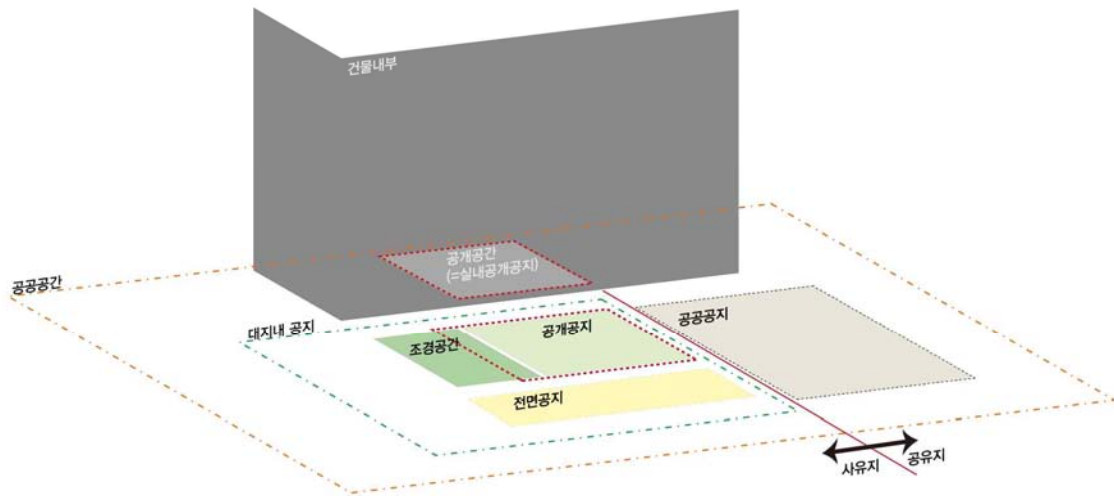 건물내부
공개공간
(=실내공개공지)
공공공간
대지내 공지
공개공지
공공공지
조경공간
전면공지
사유지
공유지